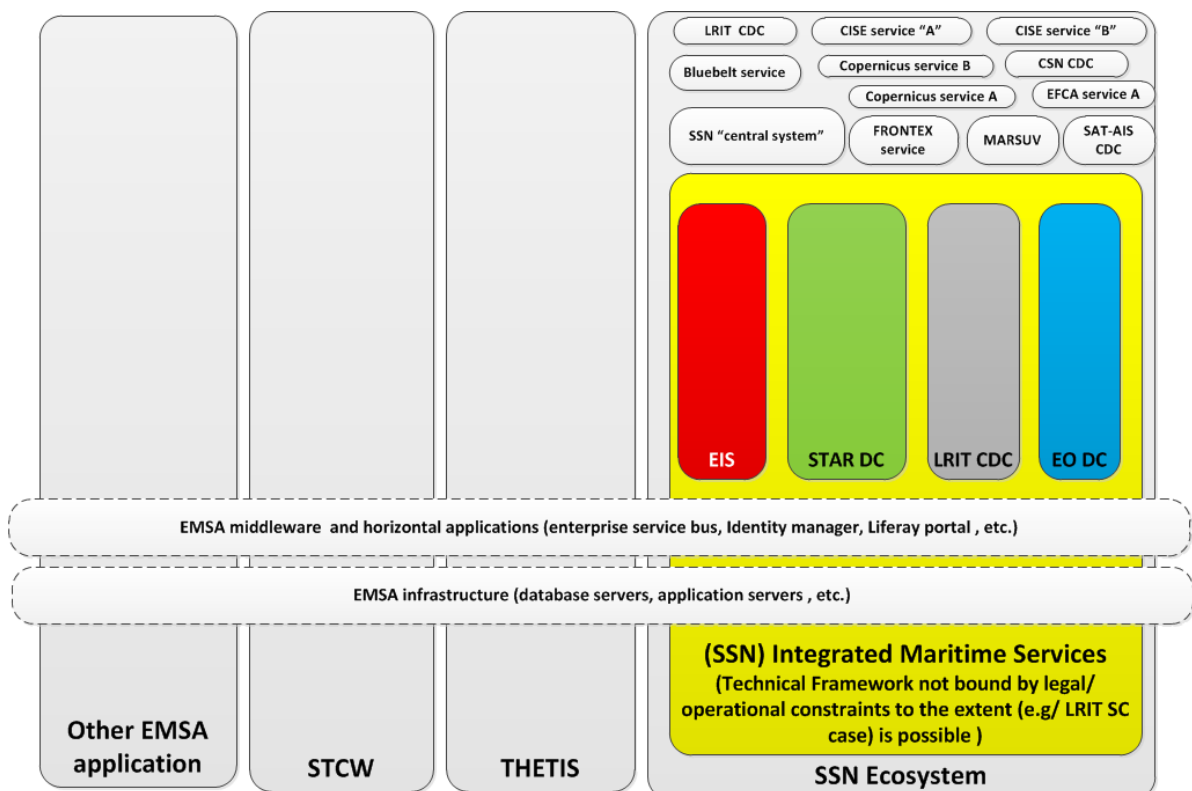 LRIT CDC
CISE service “A”
CISE service “B”
Bluebelt service
Copernicus service B
CSN CDC
Copernicus service A
EFCA service A
SSN “central system”
FRONTEX
service
MARSUV
SAT-AIS
CDC
EIS
STAR DC
LRIT CDC
EO DC
EMSA middleware and horizontal applications (enterprise service bus, Identity manager, Liferay portal , etc.)
EMSA infrastructure (database servers, application servers , etc.)
(SSN) Integrated Maritime Services
(Technical Framework not bound by legal/
operational constraints to the extent (e.g/ LRIT SC
case) is possible )
Other EMSA
application
STCW
THETIS
SSN Ecosystem